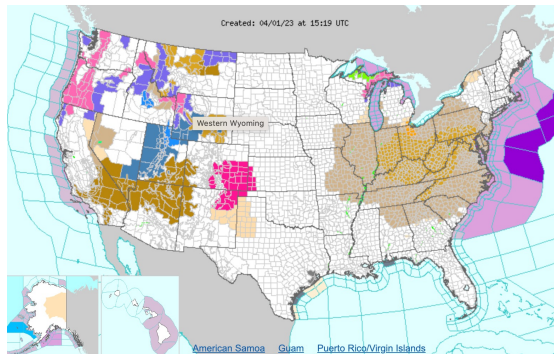 Created: 04/01/23 at 15:19 UTC
Western Wyoming
American Samoa Guam Puerto Rico/Virgin Islands